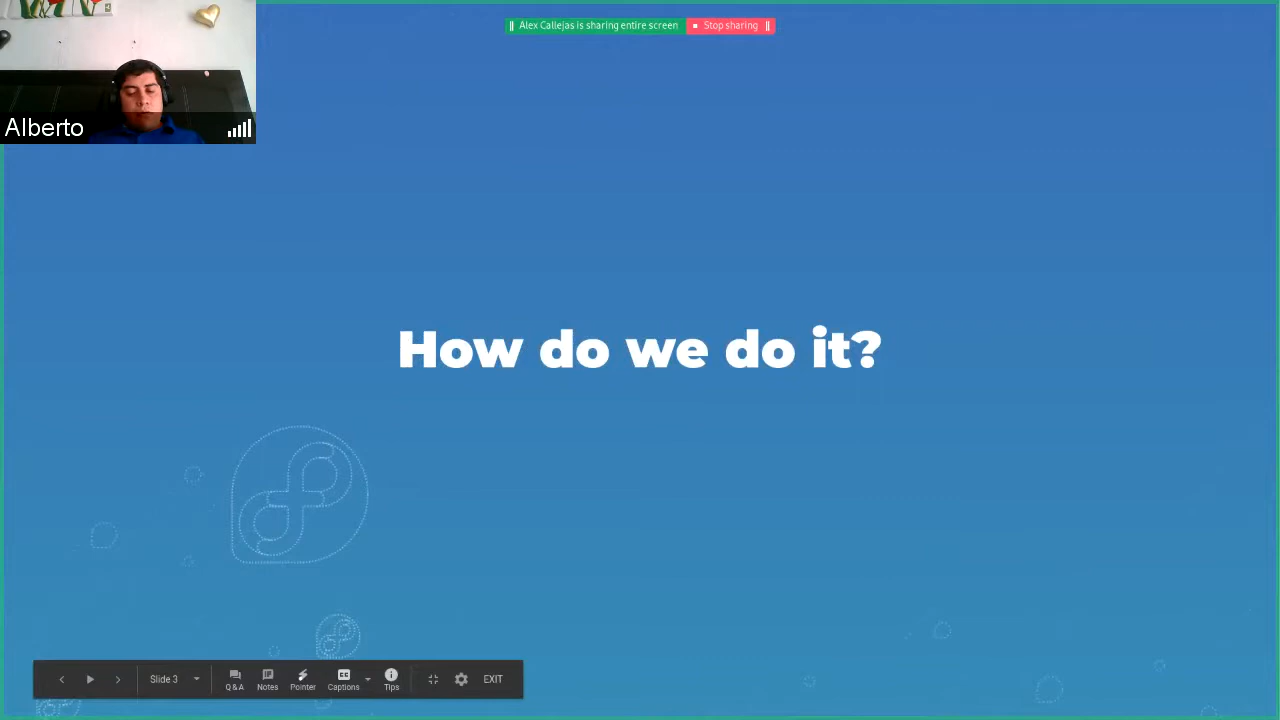 Alex Callejas is sharing entire screen
Stop sharing
Alberto
How do we do it?
Slide 3
Q&A
Notes
Pointer
CC
Captions
Tips
EXIT